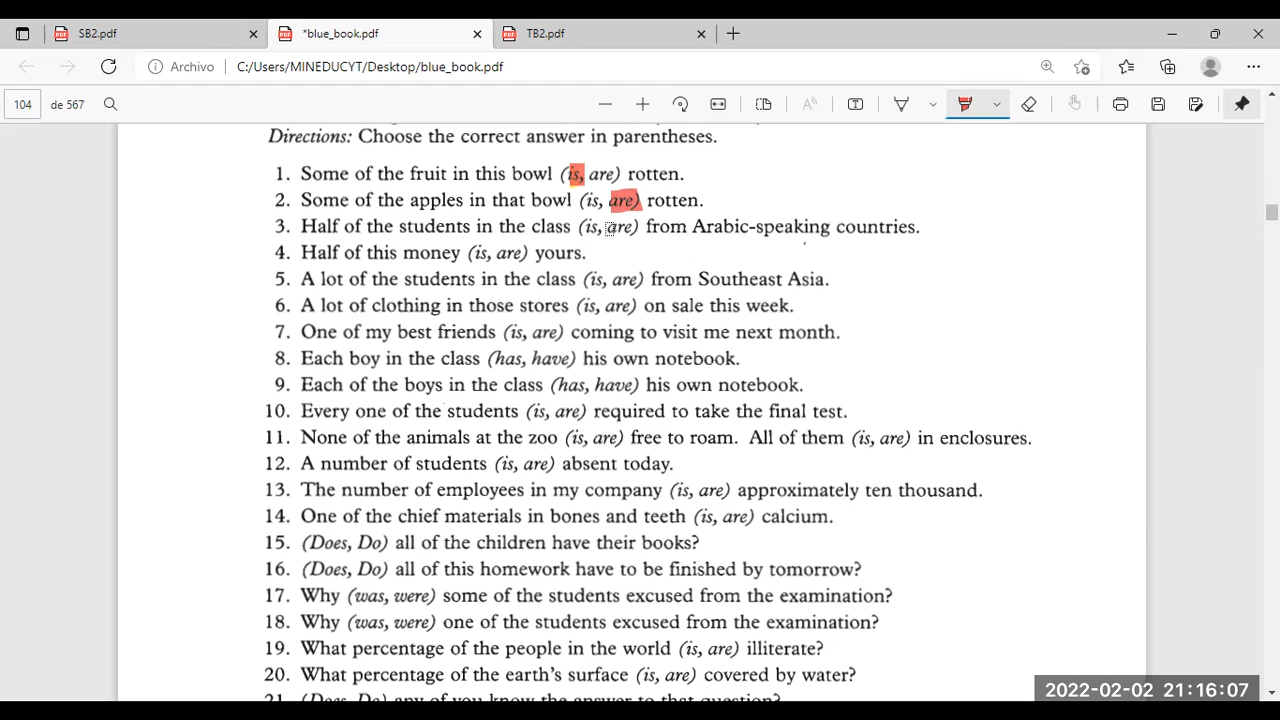 SB2.pdf
*blue_book.pdf
TB2.pdf
Archivo
C:/Users/MINEDUCYT/Desktop/blue_book.pdf
104 de 567
Directions: Choose the correct answer in parentheses.
1. Some of the fruit in this bowl (is, are) rotten.
2. Some of the apples in that bowl (is, are) rotten.
3. Half of the students in the class (is, are) from Arabic-speaking countries.
4. Half of this money (is, are) yours.
5. A lot of the students in the class (is, are) from Southeast Asia.
6. A lot of clothing in those stores (is, are) on sale this week.
7. One of my best friends (is, are) coming to visit me next month.
8. Each boy in the class (has, have) his own notebook.
9. Each of the boys in the class (has, have) his own notebook.
10. Every one of the students (is, are) required to take the final test.
11. None of the animals at the zoo (is, are) free to roam. All of them (is, are) in enclosures.
12. A number of students (is, are) absent today.
13. The number of employees in my company (is, are) approximately ten thousand.
14. One of the chief materials in bones and teeth (is, are) calcium.
15. (Does, Do) all of the children have their books?
16. (Does, Do) all of this homework have to be finished by tomorrow?
17. Why (was, were) some of the students excused from the examination?
18. Why (was, were) one of the students excused from the examination?
19. What percentage of the people in the world (is, are) illiterate?
20. What percentage of the earth's surface (is, are) covered by water?
21. (Does, Do) any of you know the answer to that question?
2022-02-02 21:16:07